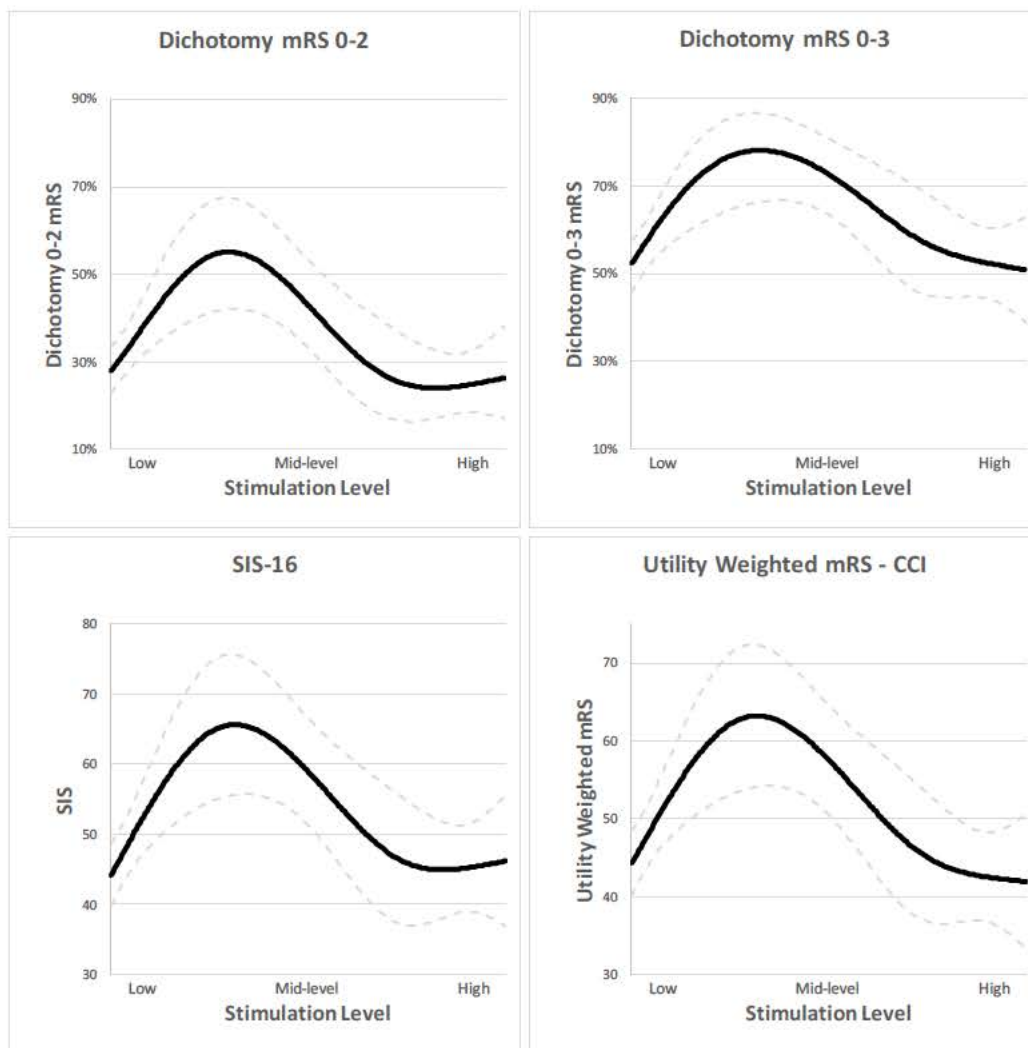 Dichotomy mRS 0-2
Dichotomy 0-2 mRS
90%
70%
50%
30%
10%
Low Mid-level High
Stimulation Level
Dichotomy mRS 0-3
Dichotomy 0-3 mRS
90%
70%
50%
30%
10%
Low Mid-level High
Stimulation Level
SIS-16
SIS
80
70
60
50
40
30
Low Mid-level High
Stimulation Level
Utility Weighted mRS - CCI
Utility Weighted mRS
70
60
50
40
30
Low Mid-level High
Stimulation Level